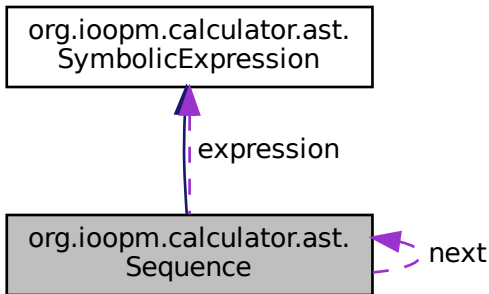 org.ioopm.calculator.ast.
SymbolicExpression
expression
org.ioopm.calculator.ast.
Sequence
next